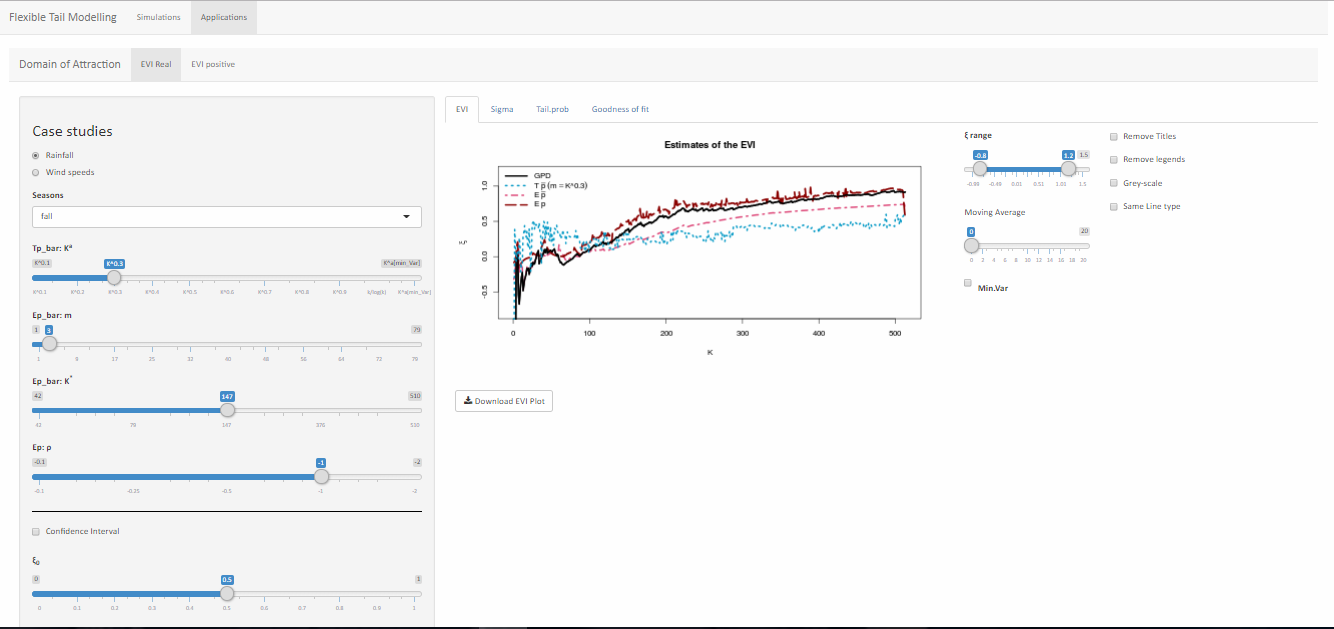 Flexible Tail Modelling Simulations Applications
Domain of Attraction EVI Real EVI positive
Case studies
Rainfall
Wind speeds
Seasons
fall
Tp_bar: Kᵃ
K^0.1 K^0.3 K^a[min_Var]
K^0.1 K^0.2 K^0.3 K^0.4 K^0.5 K^0.6 K^0.7 K^0.8 K^0.9 k/log(k) K^a[min_Var]
Ep_bar: m
1 3 79
1 9 17 25 32 40 48 56 64 72 79
Ep_bar: K*
42 147 510
42 79 147 376 510
Ep: ρ
-0.1 -1 -2
-0.1 -0.25 -0.5 -1 -2
Confidence Interval
ξ₀
0 0.5 1
0 0.1 0.2 0.3 0.4 0.5 0.6 0.7 0.8 0.9 1
EVI Sigma Tail.prob Goodness of fit
Estimates of the EVI
GPD
T p̅ (m = K^0.3)
E p̅
E p
1.0
0.5
0.0
-0.5
0 100 200 300 400 500
K
Download EVI Plot
ξ range
-0.8 1.2 1.5
-0.99 -0.49 0.01 0.51 1.01 1.5
Moving Average
0 20
0 2 4 6 8 10 12 14 16 18 20
Min.Var
Remove Titles
Remove legends
Grey-scale
Same Line type